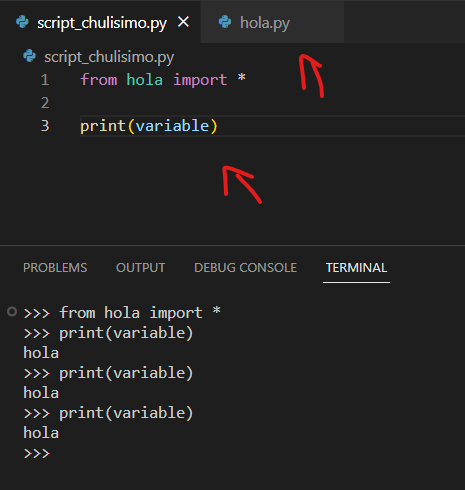 script_chulisimo.py
hola.py
script_chulisimo.py
1 from hola import *
2
3 print(variable)
PROBLEMS OUTPUT DEBUG CONSOLE TERMINAL
>>> from hola import *
>>> print(variable)
hola
>>> print(variable)
hola
>>> print(variable)
hola
>>>